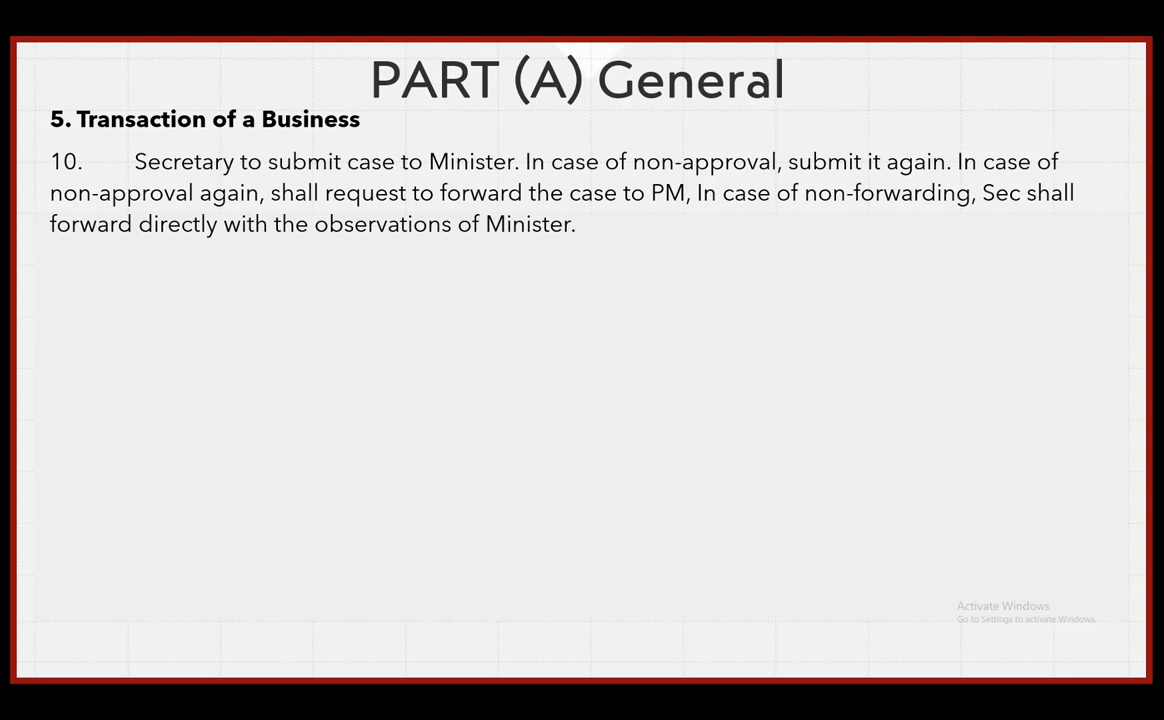 PART (A) General
5. Transaction of a Business
10. Secretary to submit case to Minister. In case of non-approval, submit it again. In case of
non-approval again, shall request to forward the case to PM, In case of non-forwarding, Sec shall
forward directly with the observations of Minister.
Activate Windows
Go to Settings to activate Windows.